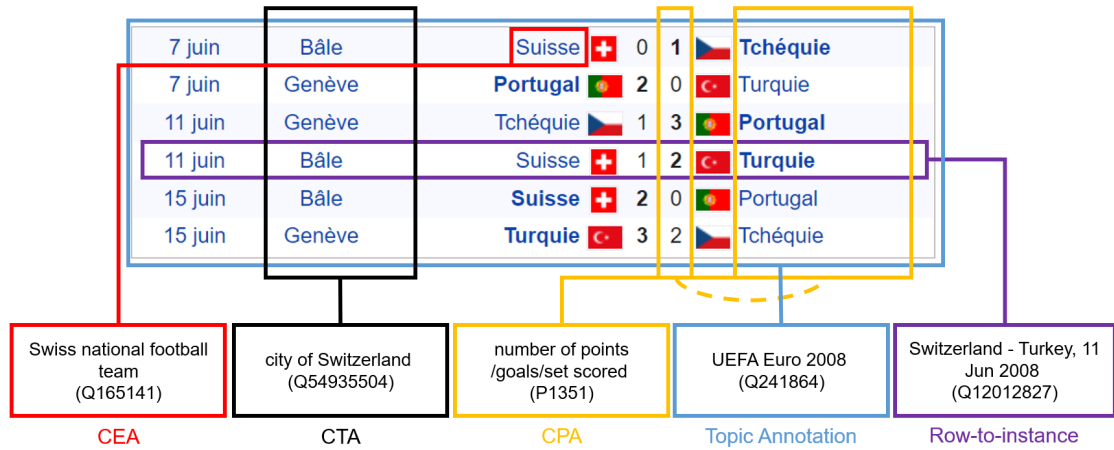 7 juin Bâle Suisse 0 1 Tchéquie
7 juin Genève Portugal 2 0 Turquie
11 juin Genève Tchéquie 1 3 Portugal
11 juin Bâle Suisse 1 2 Turquie
15 juin Bâle Suisse 2 0 Portugal
15 juin Genève Turquie 3 2 Tchéquie
Swiss national football
team
(Q165141)
CEA
city of Switzerland
(Q54935504)
CTA
number of points
/goals/set scored
(P1351)
CPA
UEFA Euro 2008
(Q241864)
Topic Annotation
Switzerland - Turkey, 11
Jun 2008
(Q12012827)
Row-to-instance